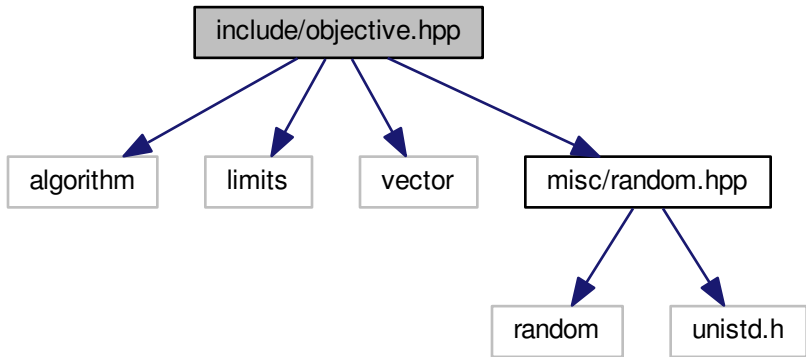 include/objective.hpp
algorithm
limits
vector
misc/random.hpp
random
unistd.h